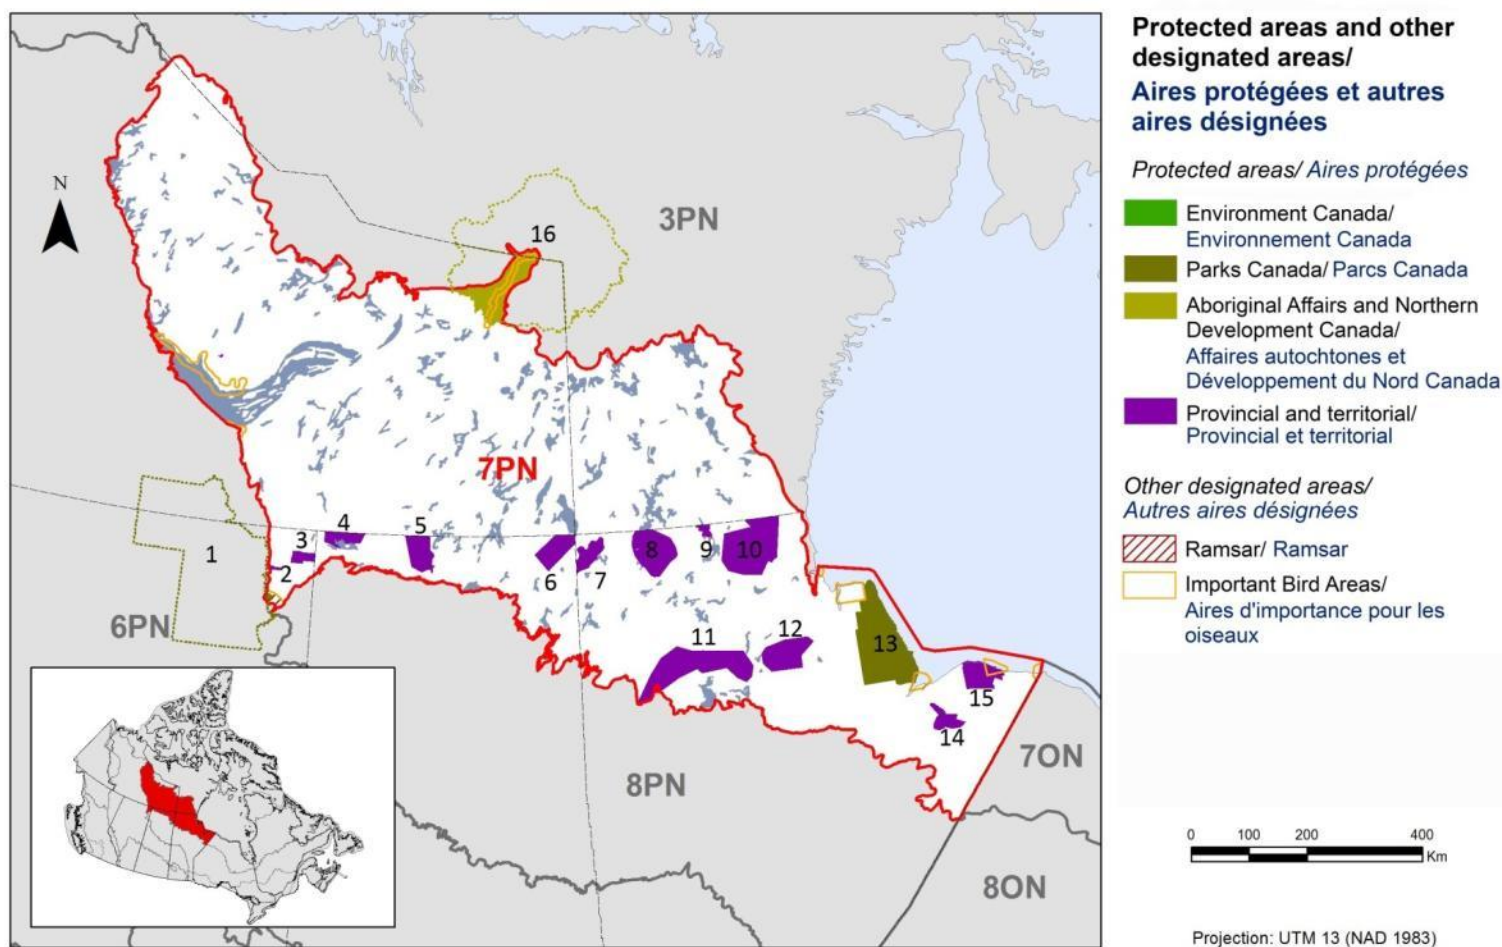 N
16
3PN
7PN
1
2
3
4
5
6
7
8
9
10
11
12
13
14
15
6PN
8PN
7ON
8ON
Protected areas and other
designated areas/
Aires protégées et autres
aires désignées
Protected areas/ Aires protégées
Environment Canada/
Environnement Canada
Parks Canada/ Parcs Canada
Aboriginal Affairs and Northern
Development Canada/
Affaires autochtones et
Développement du Nord Canada
Provincial and territorial/
Provincial et territorial
Other designated areas/
Autres aires désignées
Ramsar/ Ramsar
Important Bird Areas/
Aires d'importance pour les
oiseaux
0 100 200 400
Km
Projection: UTM 13 (NAD 1983)